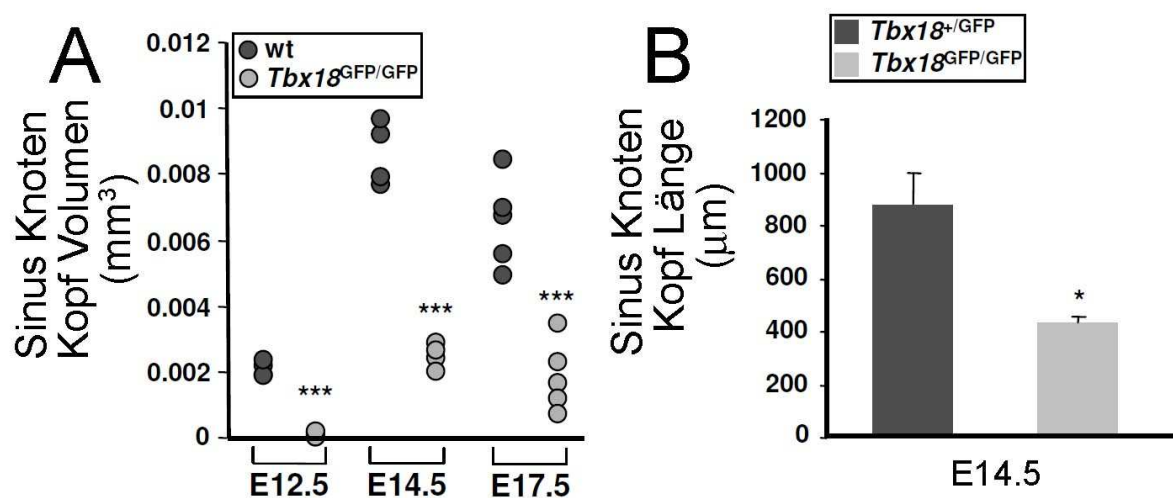 A
wt
Tbx18GFP/GFP
Sinus Knoten
Kopf Volumen
(mm³)
0.012
0.01
0.008
0.006
0.004
0.002
0
***
***
***
E12.5
E14.5
E17.5
B
Tbx18+/GFP
Tbx18GFP/GFP
Sinus Knoten
Kopf Länge
(µm)
1200
1000
800
600
400
200
0
*
E14.5